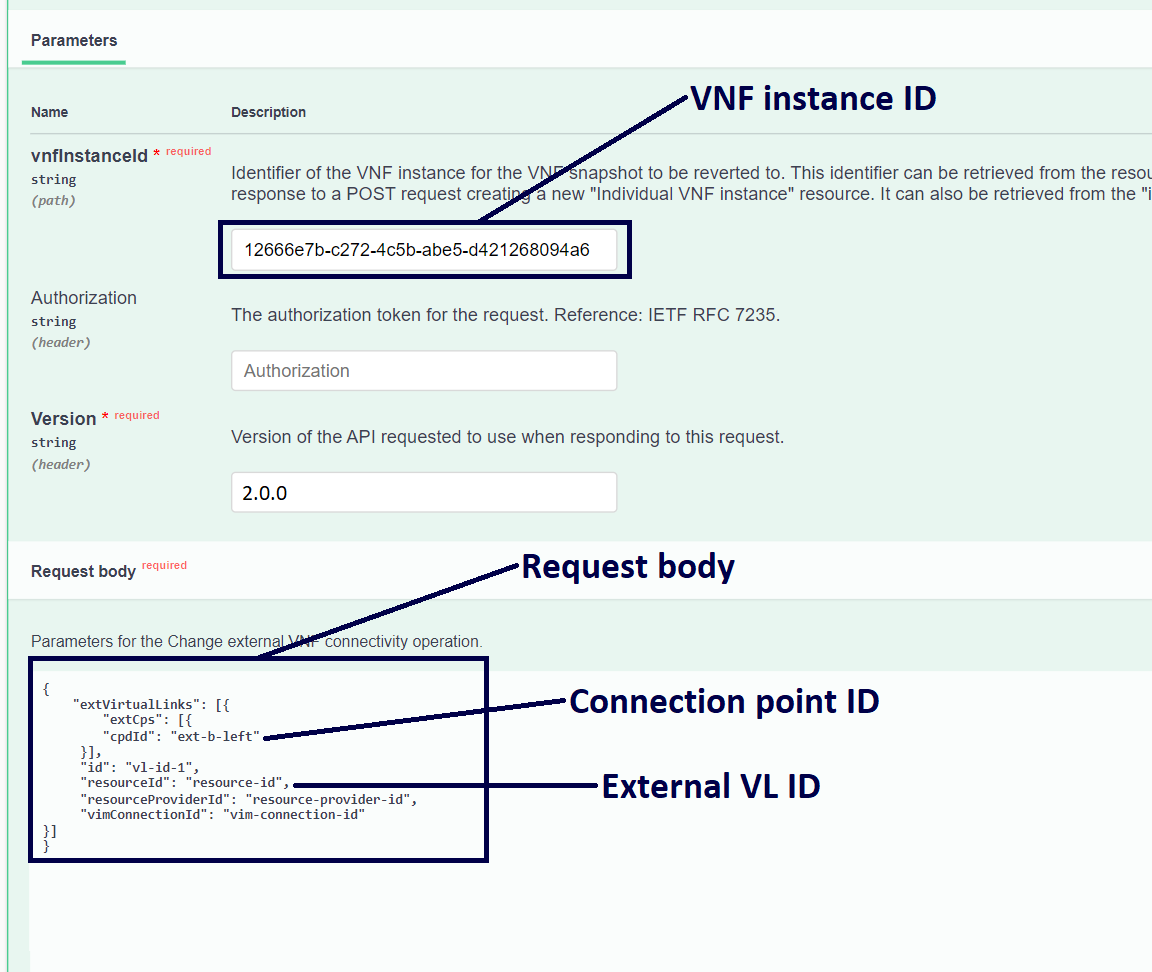 Parameters
VNF instance ID
Name Description
vnfInstanceId * required
string
(path)
Identifier of the VNF instance for the VNF snapshot to be reverted to. This identifier can be retrieved from the resou
response to a POST request creating a new "Individual VNF instance" resource. It can also be retrieved from the "i
12666e7b-c272-4c5b-abe5-d421268094a6
Authorization
string
(header)
The authorization token for the request. Reference: IETF RFC 7235.
Authorization
Version * required
string
(header)
Version of the API requested to use when responding to this request.
2.0.0
Request body
Request body required
Parameters for the Change external VNF connectivity operation.
{
"extVirtualLinks": [{
"extCps": [{
"cpdId": "ext-b-left"
}],
"id": "vl-id-1",
"resourceId": "resource-id",
"resourceProviderId": "resource-provider-id",
"vimConnectionId": "vim-connection-id"
}]
}
Connection point ID
External VL ID